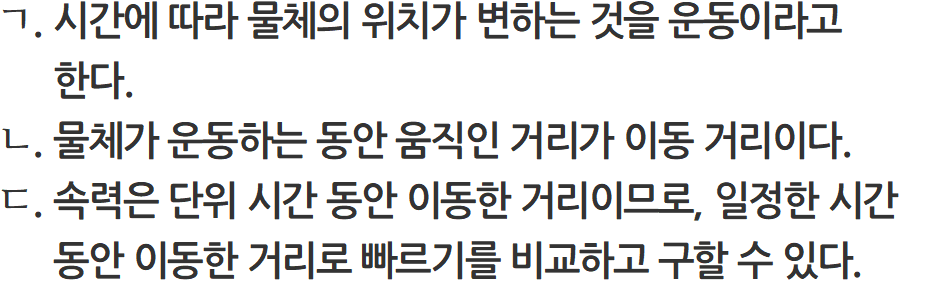 ㄱ. 시간에 따라 물체의 위치가 변하는 것을 운동이라고
한다.
ㄴ. 물체가 운동하는 동안 움직인 거리가 이동 거리이다.
ㄷ. 속력은 단위 시간 동안 이동한 거리이므로, 일정한 시간
동안 이동한 거리로 빠르기를 비교하고 구할 수 있다.